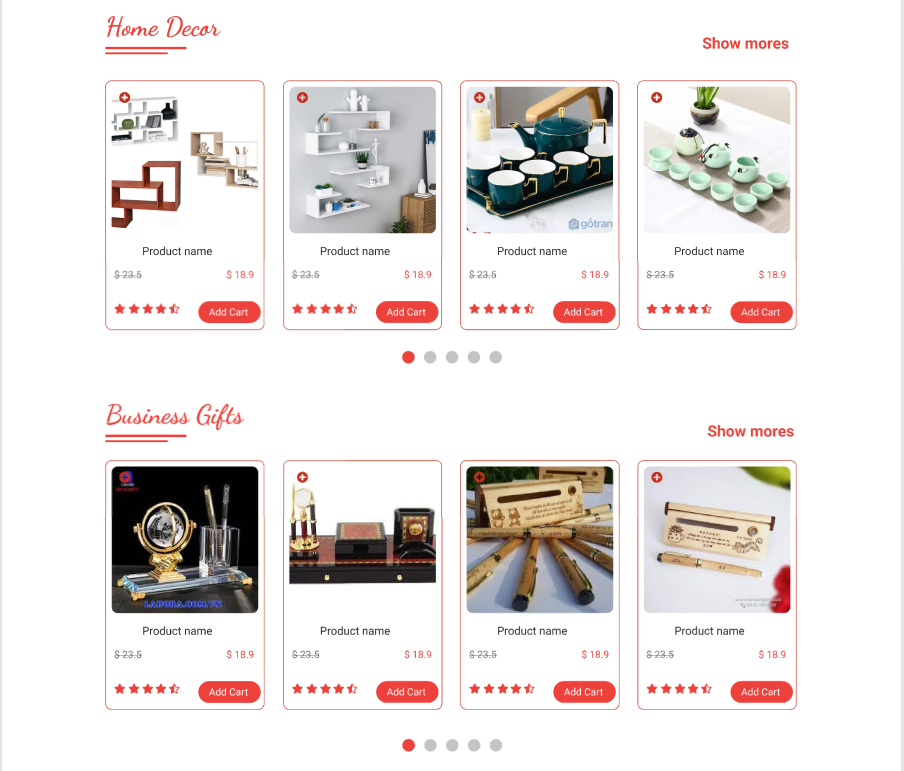 Home Decor
Show mores
Product name
$ 23.5 $ 18.9
Add Cart
Product name
$ 23.5 $ 18.9
Add Cart
gótran
Product name
$ 23.5 $ 18.9
Add Cart
Product name
$ 23.5 $ 18.9
Add Cart
Business Gifts
Show mores
LADORA.COM.VN
Product name
$ 23.5 $ 18.9
Add Cart
Product name
$ 23.5 $ 18.9
Add Cart
Product name
$ 23.5 $ 18.9
Add Cart
Product name
$ 23.5 $ 18.9
Add Cart